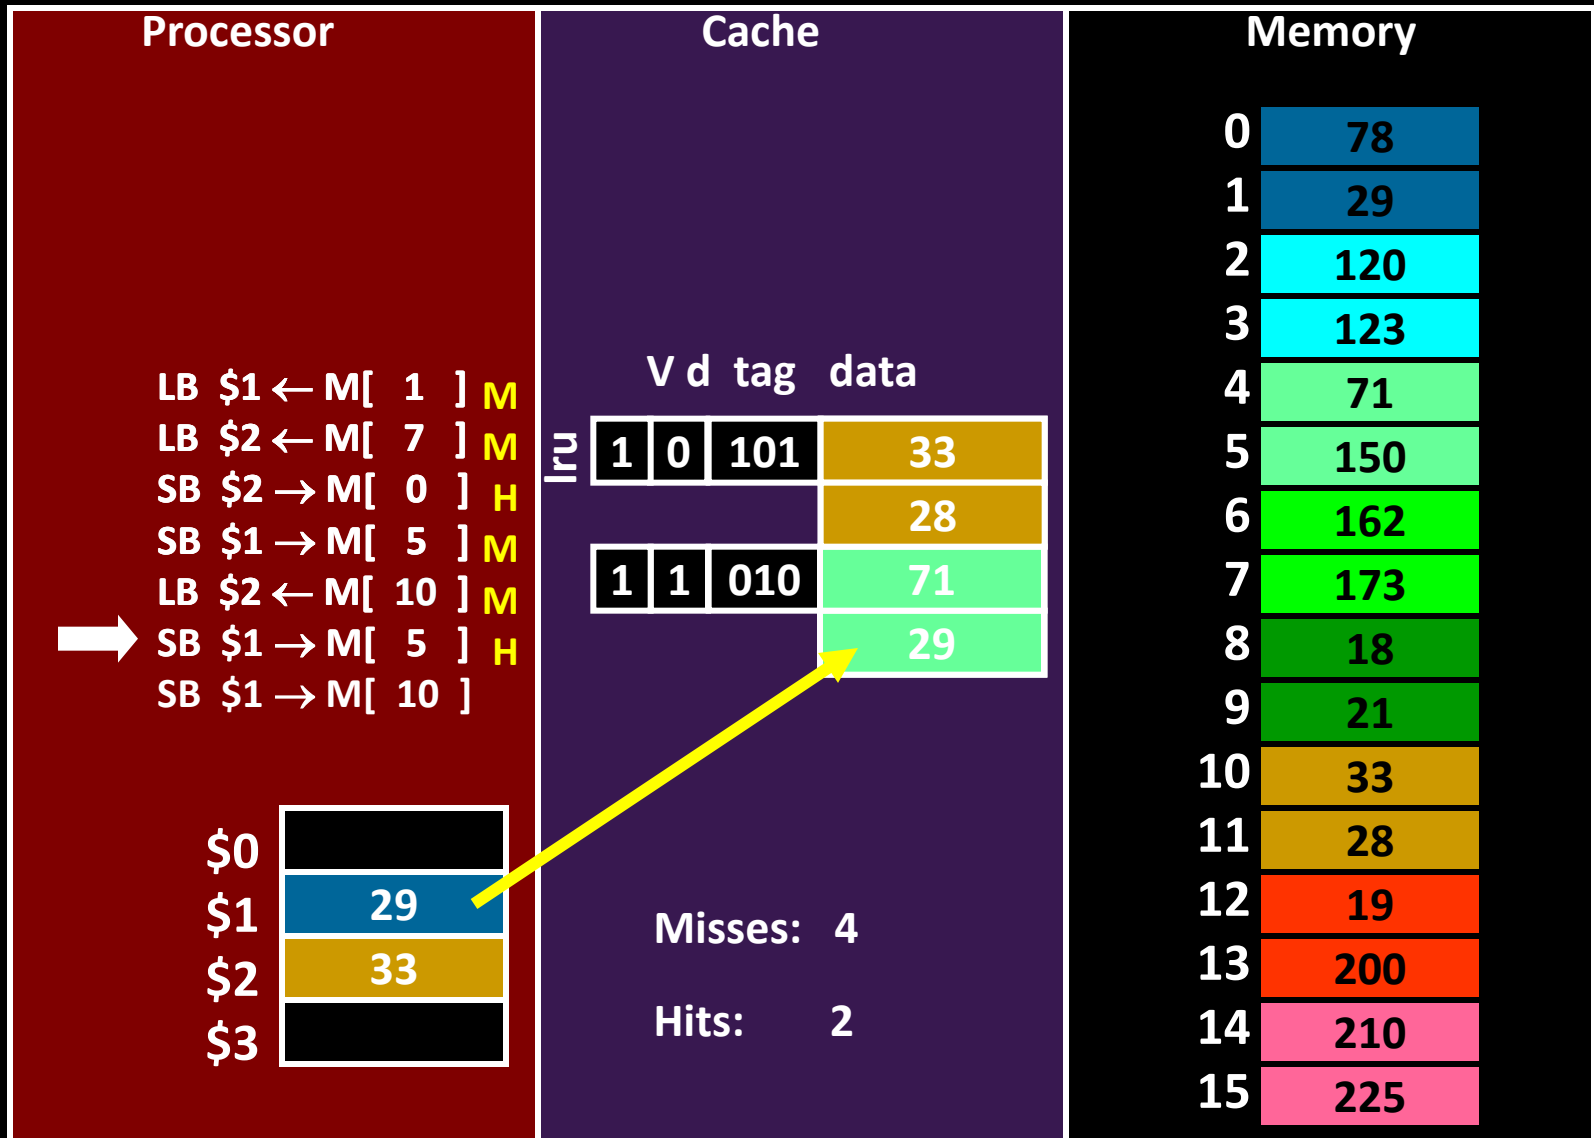 Processor
LB $1 ← M[ 1 ] M
LB $2 ← M[ 7 ] M
SB $2 → M[ 0 ] H
SB $1 → M[ 5 ] M
LB $2 ← M[ 10 ] M
SB $1 → M[ 5 ] H
SB $1 → M[ 10 ]
$0
$1 29
$2 33
$3
Cache
V d tag data
lru 1 0 101 33
28
1 1 010 71
29
Misses: 4
Hits: 2
Memory
0 78
1 29
2 120
3 123
4 71
5 150
6 162
7 173
8 18
9 21
10 33
11 28
12 19
13 200
14 210
15 225